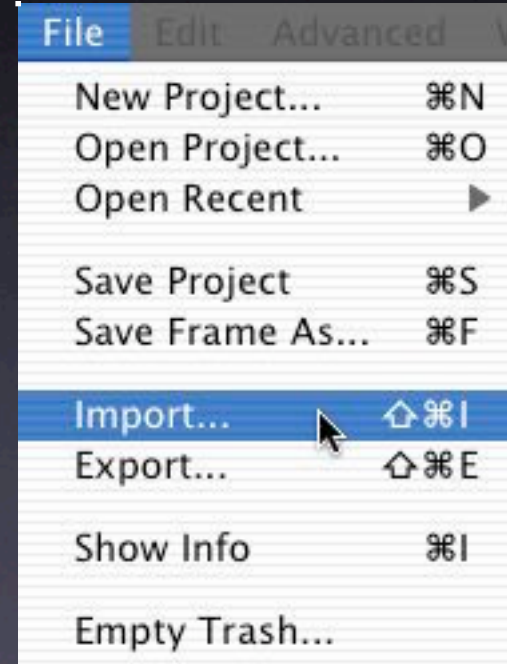 File Edit Advanced
New Project... ⌘N
Open Project... ⌘O
Open Recent ▶
Save Project ⌘S
Save Frame As... ⌘F
Import... ⇧⌘I
Export... ⇧⌘E
Show Info ⌘I
Empty Trash...